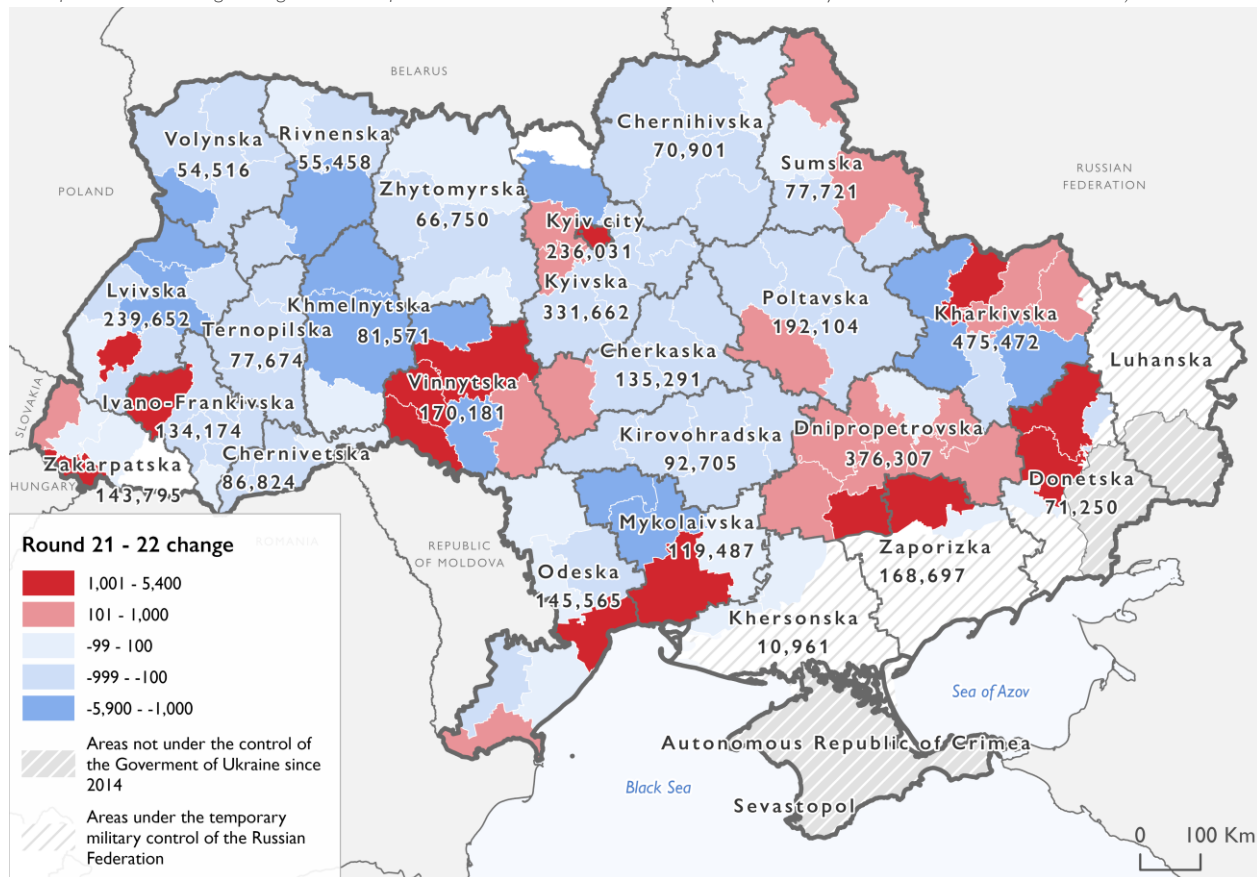 BELARUS
Volynska
54,516
Rivnenska
55,458
Chernihivska
70,901
Zhytomyrska
66,750
Sumska
77,721
POLAND
RUSSIAN
FEDERATION
Kyiv city
236,031
Kyivska
331,662
Lvivska
239,652
Khmelnytska
81,571
Ternopilska
77,674
Poltavska
192,104
Kharkivska
475,472
Cherkaska
135,291
Luhanska
Vinnytska
170,181
SLOVAKIA
Ivano-Frankivska
134,174
Chernivetska
86,824
Kirovohradska
92,705
Dnipropetrovska
376,307
Zakarpatska
143,795
HUNGARY
Donetska
71,250
ROMANIA
REPUBLIC
OF MOLDOVA
Mykolaivska
119,487
Odeska
145,565
Zaporizka
168,697
Khersonska
10,961
Sea of Azov
Autonomous Republic of Crimea
Black Sea
Sevastopol
Round 21 - 22 change
1,001 - 5,400
101 - 1,000
-99 - 100
-999 - -100
-5,900 - -1,000
Areas not under the control of
the Goverment of Ukraine since
2014
Areas under the temporary
military control of the Russian
Federation
0 100 Km